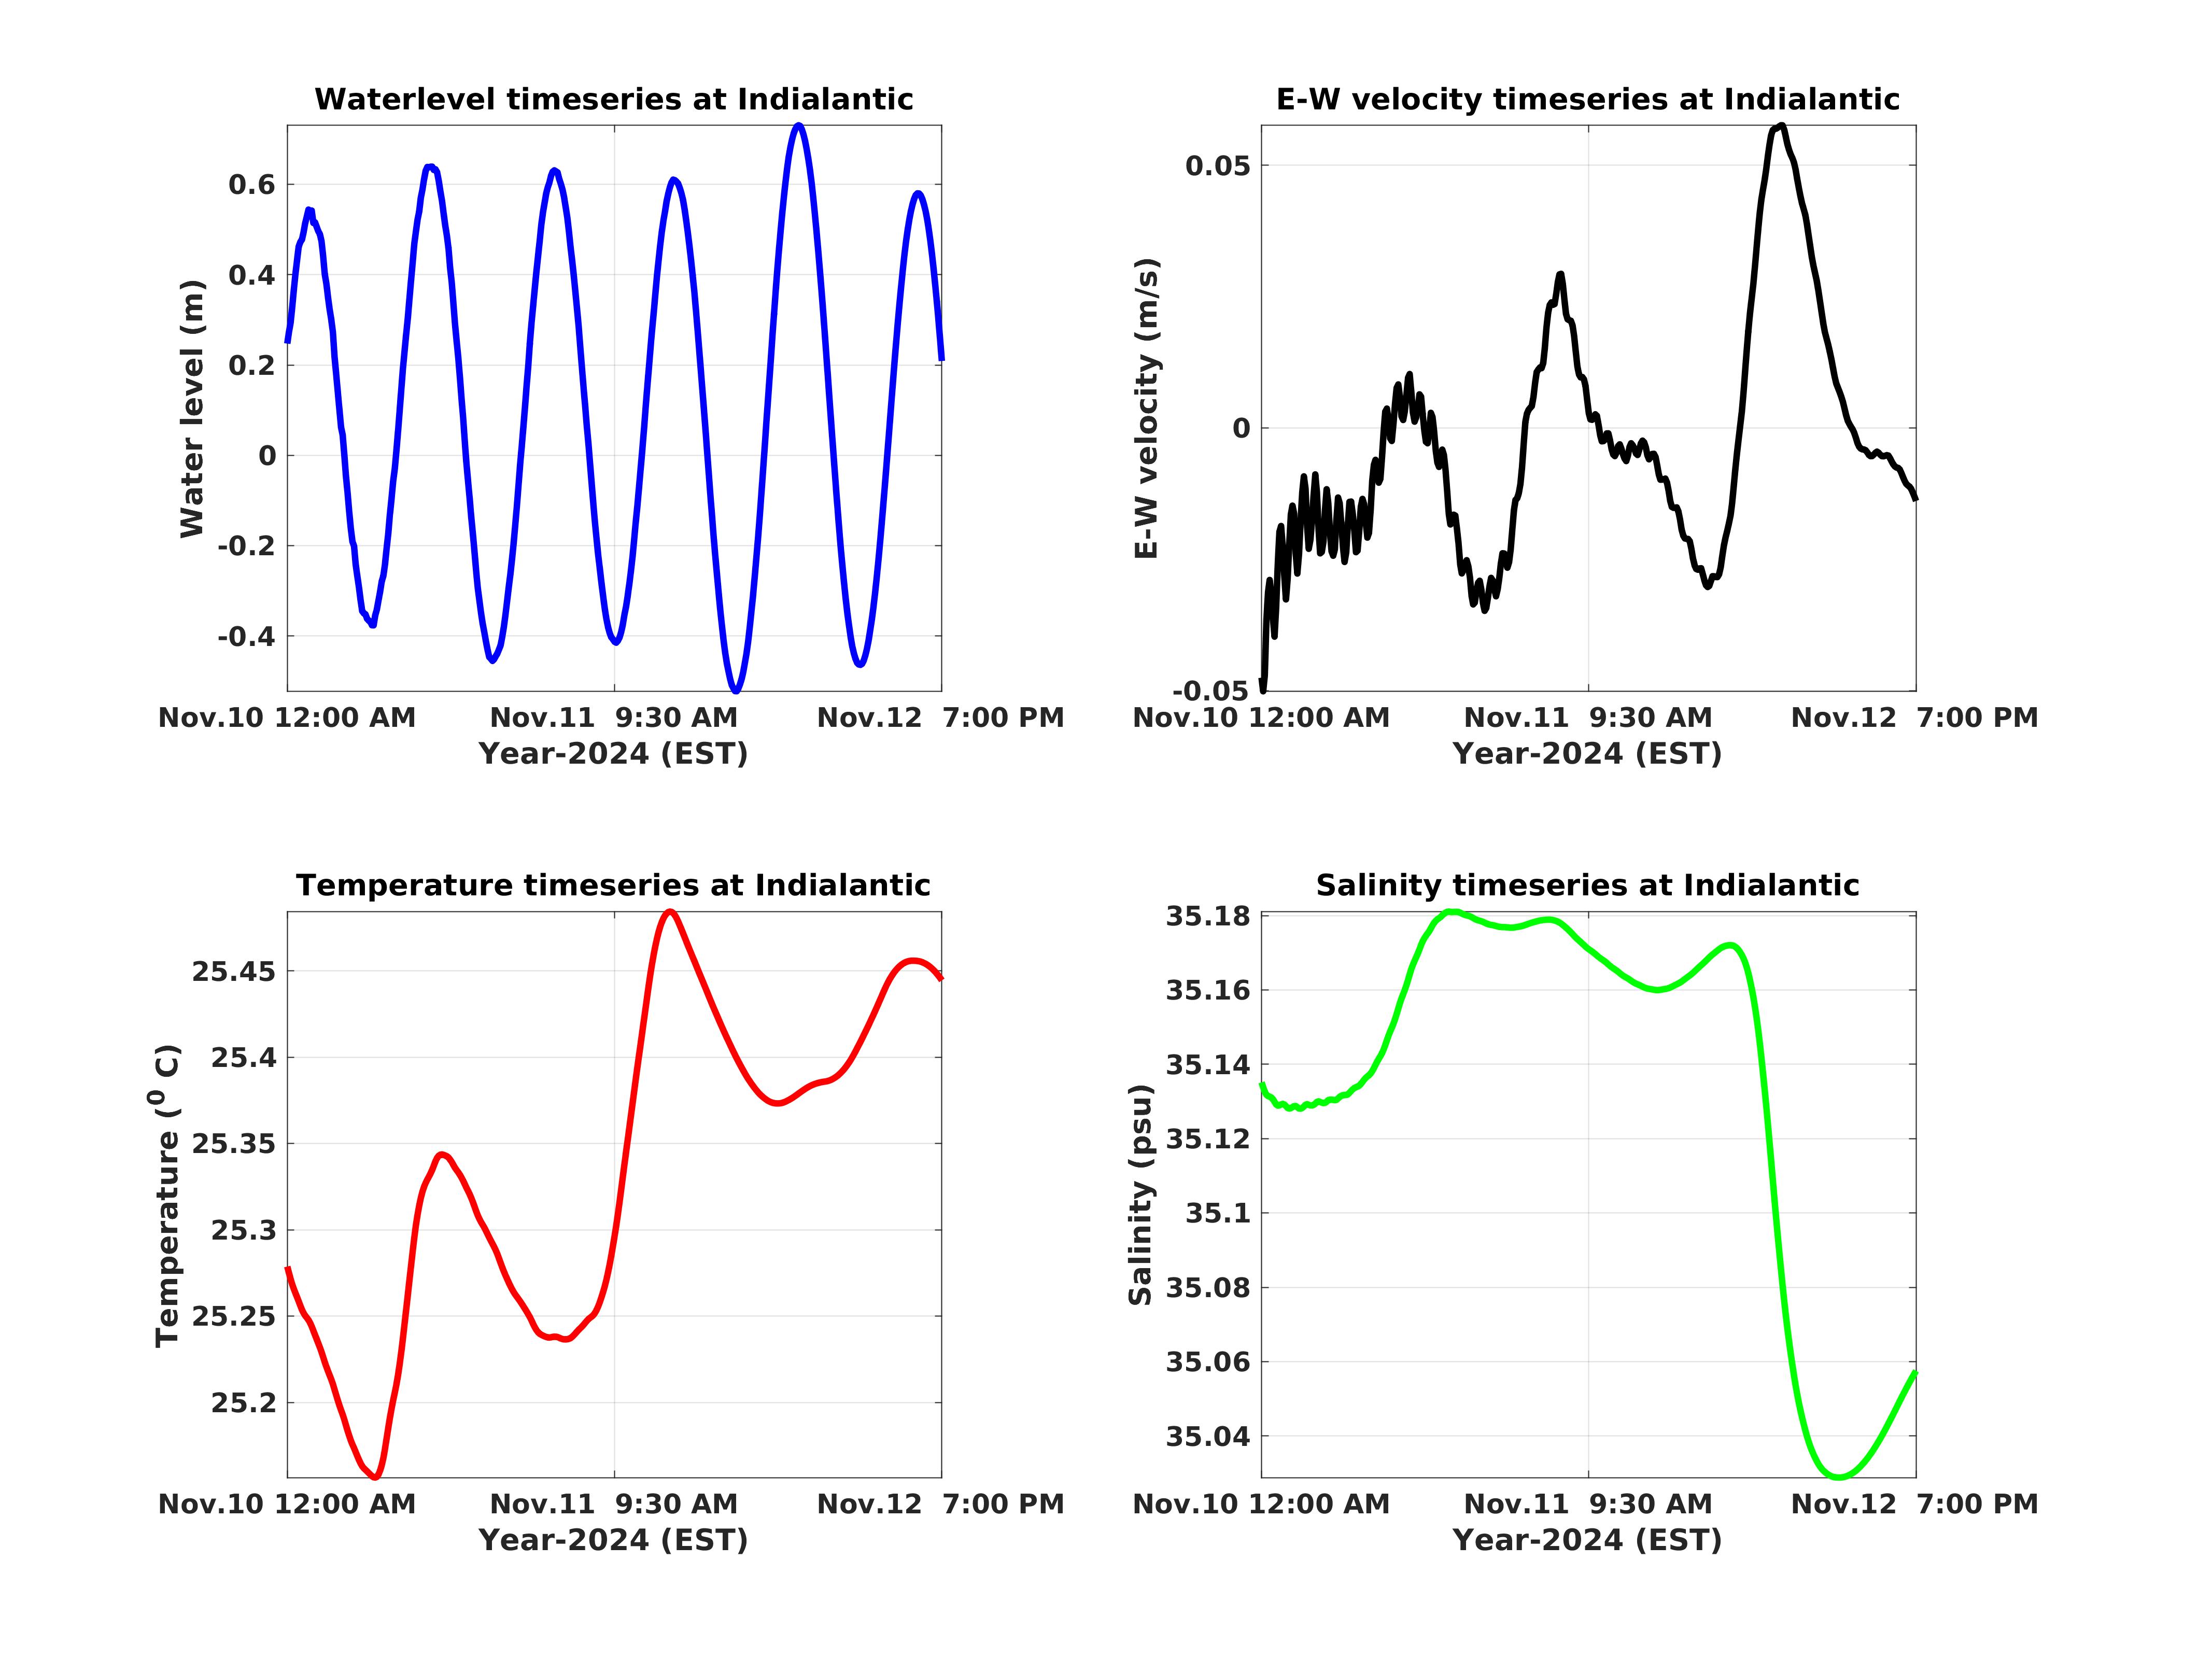 Waterlevel timeseries at Indialantic
0.6
0.4
0.2
0
-0.2
-0.4
Water level (m)
Nov.10 12:00 AM
Nov.11 9:30 AM
Nov.12 7:00 PM
Year-2024 (EST)
E-W velocity timeseries at Indialantic
0.05
0
-0.05
E-W velocity (m/s)
Nov.10 12:00 AM
Nov.11 9:30 AM
Nov.12 7:00 PM
Year-2024 (EST)
Temperature timeseries at Indialantic
25.45
25.4
25.35
25.3
25.25
25.2
Temperature (⁰ C)
Nov.10 12:00 AM
Nov.11 9:30 AM
Nov.12 7:00 PM
Year-2024 (EST)
Salinity timeseries at Indialantic
35.18
35.16
35.14
35.12
35.1
35.08
35.06
35.04
Salinity (psu)
Nov.10 12:00 AM
Nov.11 9:30 AM
Nov.12 7:00 PM
Year-2024 (EST)